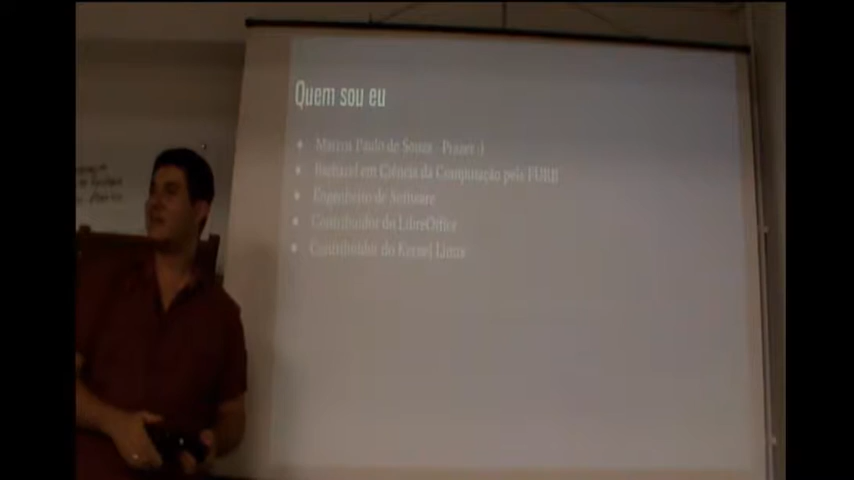 Quem sou eu
Marcos Paulo de Souza - Prazer :)
Bacharel em Ciência da Computação pela FURB
Engenheiro de Software
Contribuidor do LibreOffice
Contribuidor do Kernel Linux